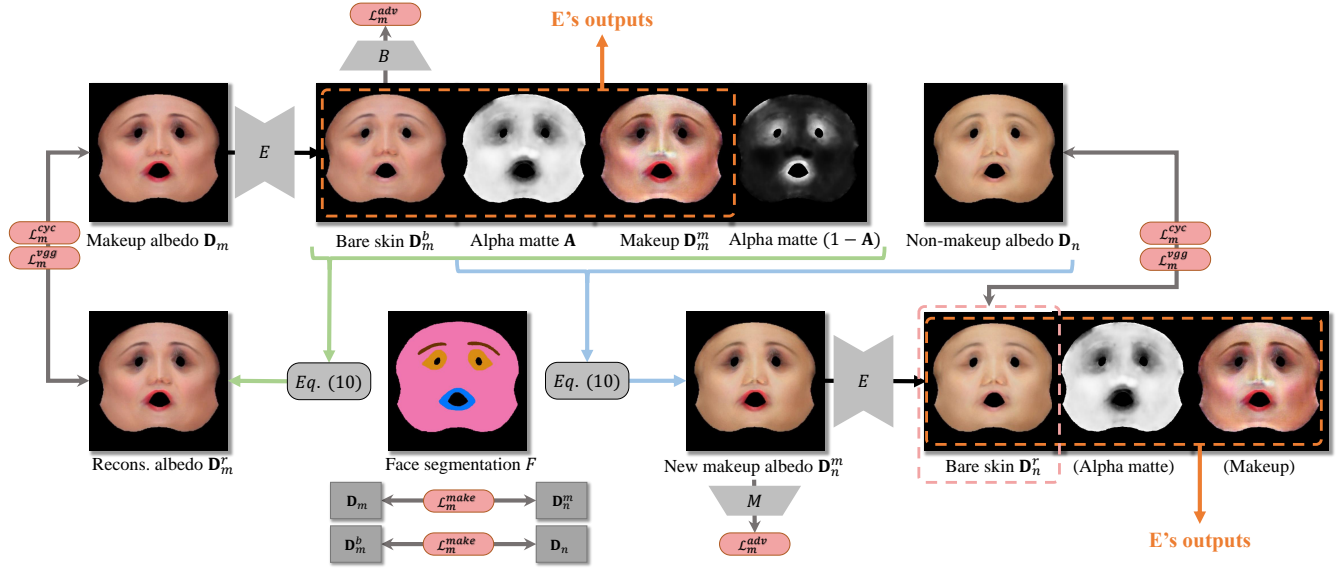 ℒ_m^adv
E's outputs
B
E
Makeup albedo D_m
Bare skin D_m^b
Alpha matte A
Makeup D_m^m
Alpha matte (1 − A)
Non-makeup albedo D_n
ℒ_m^cyc
ℒ_m^vgg
ℒ_m^cyc
ℒ_m^vgg
Eq. (10)
Eq. (10)
E
Recons. albedo D_m^r
Face segmentation F
New makeup albedo D_n^m
Bare skin D_n^r
(Alpha matte)
(Makeup)
D_m
ℒ_m^make
D_n^m
M
D_m^b
ℒ_m^make
D_n
ℒ_m^adv
E's outputs